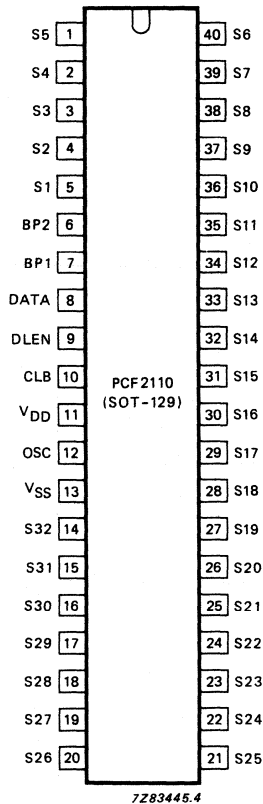 S5 1 40 S6
S4 2 39 S7
S3 3 38 S8
S2 4 37 S9
S1 5 36 S10
BP2 6 35 S11
BP1 7 34 S12
DATA 8 33 S13
DLEN 9 32 S14
CLB 10 31 S15
PCF2110
(SOT-129)
VDD 11 30 S16
OSC 12 29 S17
VSS 13 28 S18
S32 14 27 S19
S31 15 26 S20
S30 16 25 S21
S29 17 24 S22
S28 18 23 S23
S27 19 22 S24
S26 20 21 S25
7Z83445.4